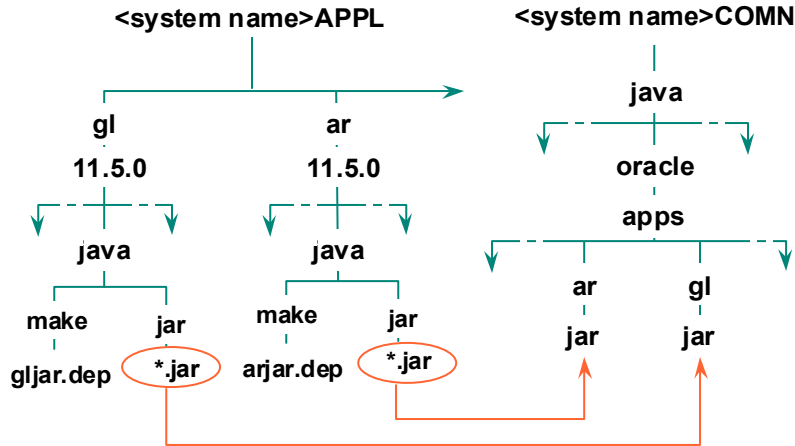 <system name>APPL
<system name>COMN
gl
ar
java
11.5.0
11.5.0
oracle
java
java
apps
make
jar
make
jar
ar
gl
gljar.dep
*.jar
arjar.dep
*.jar
jar
jar